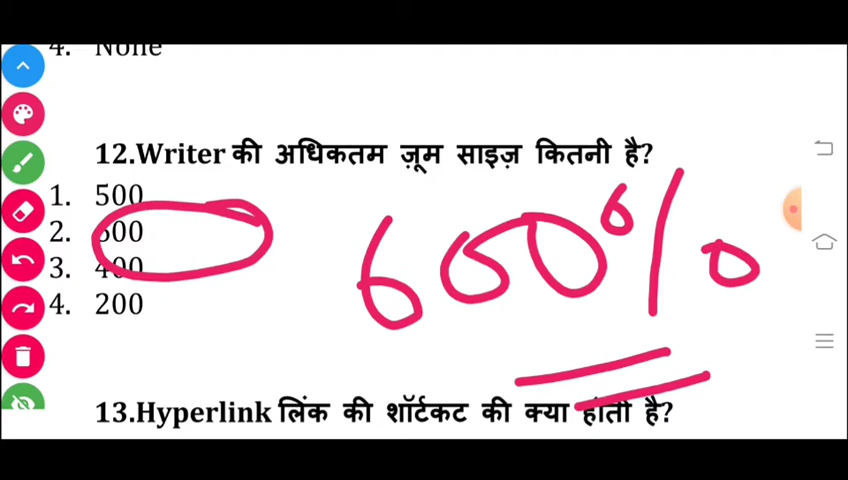 4. None
12.Writer की अधिकतम ज़ूम साइज़ कितनी है?
1. 500
2. 600
3. 400
4. 200
600%
13.Hyperlink लिंक की शॉर्टकट की क्या होती है?